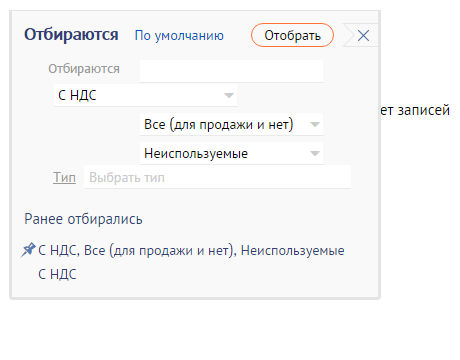 Отбираются По умолчанию Отобрать
Отбираются
С НДС
ет записей
Все (для продажи и нет)
Неиспользуемые
Тип Выбрать тип
Ранее отбирались
С НДС, Все (для продажи и нет), Неиспользуемые
С НДС